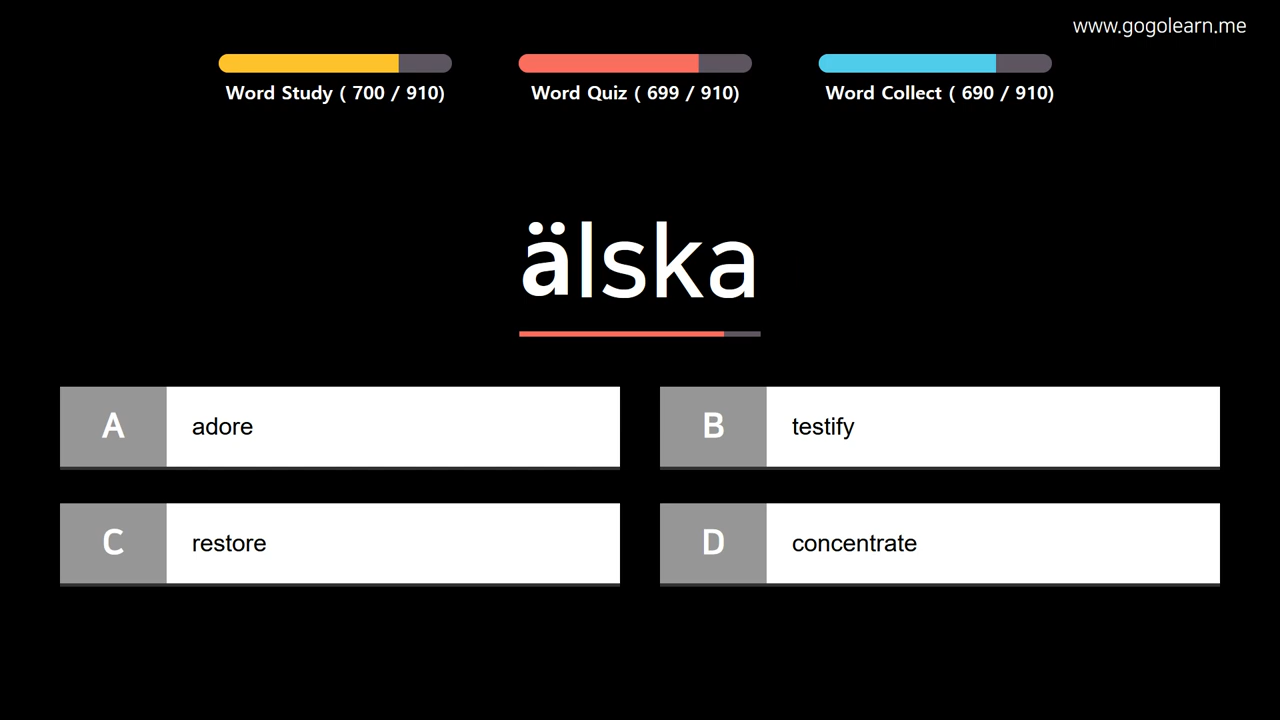 www.gogolearn.me
Word Study ( 700 / 910)
Word Quiz ( 699 / 910)
Word Collect ( 690 / 910)
älska
A adore
B testify
C restore
D concentrate